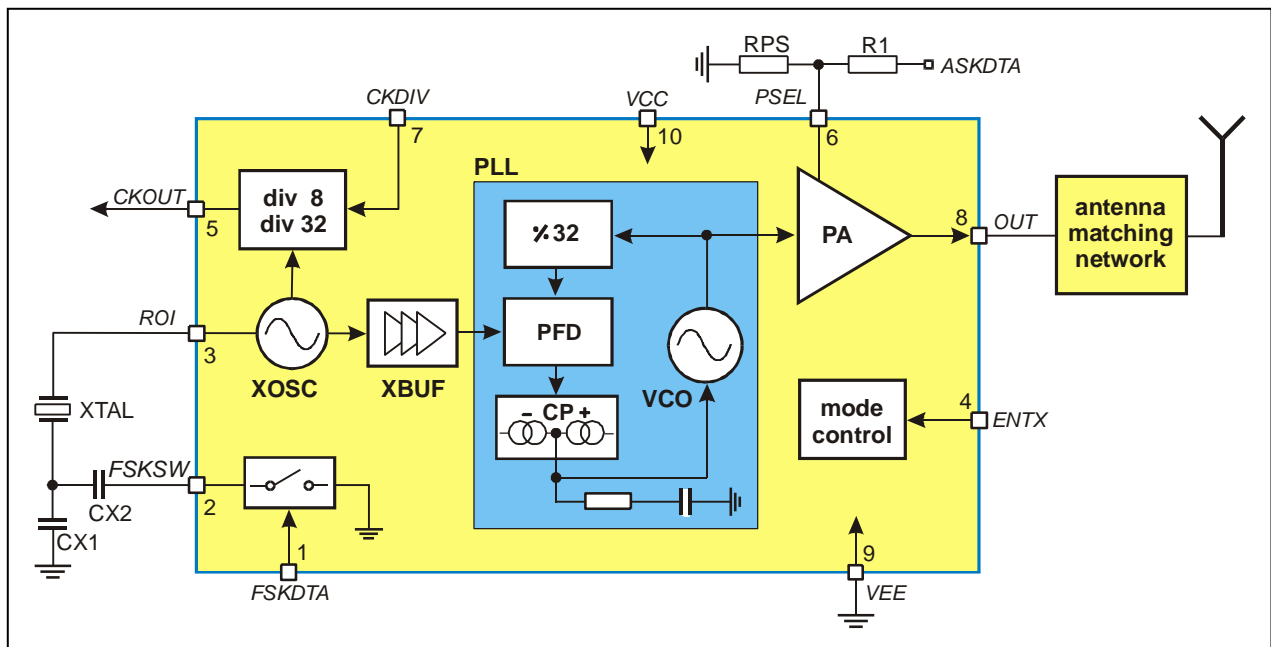 RPS
R1
ASKDTA
CKDIV
VCC
PSEL
7
10
6
PLL
CKOUT
5
div 8
div 32
٪32
PA
8
OUT
antenna
matching
network
ROI
3
XOSC
XBUF
PFD
VCO
XTAL
- CP +
mode
control
4
ENTX
FSKSW
2
CX2
CX1
1
FSKDTA
9
VEE